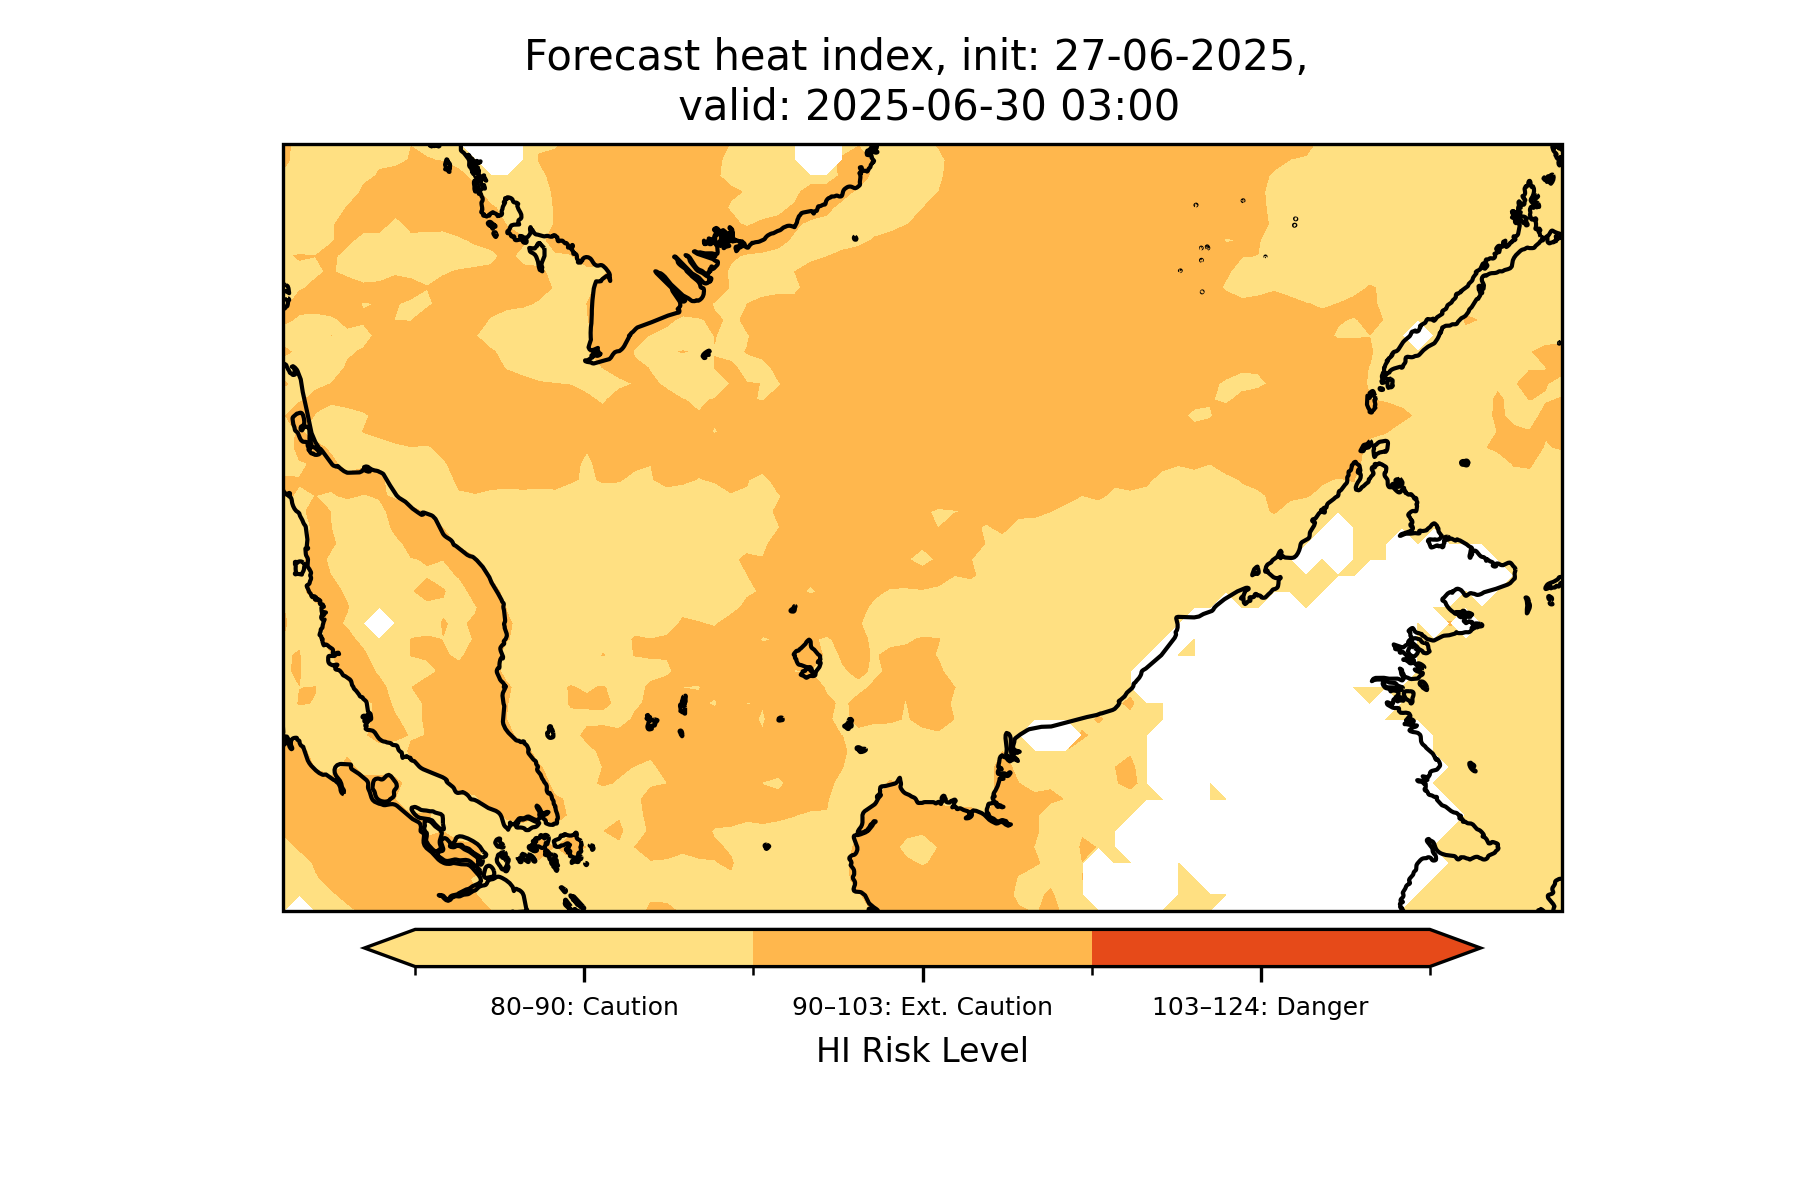 Forecast heat index, init: 27-06-2025,
valid: 2025-06-30 03:00
80–90: Caution
90–103: Ext. Caution
103–124: Danger
HI Risk Level